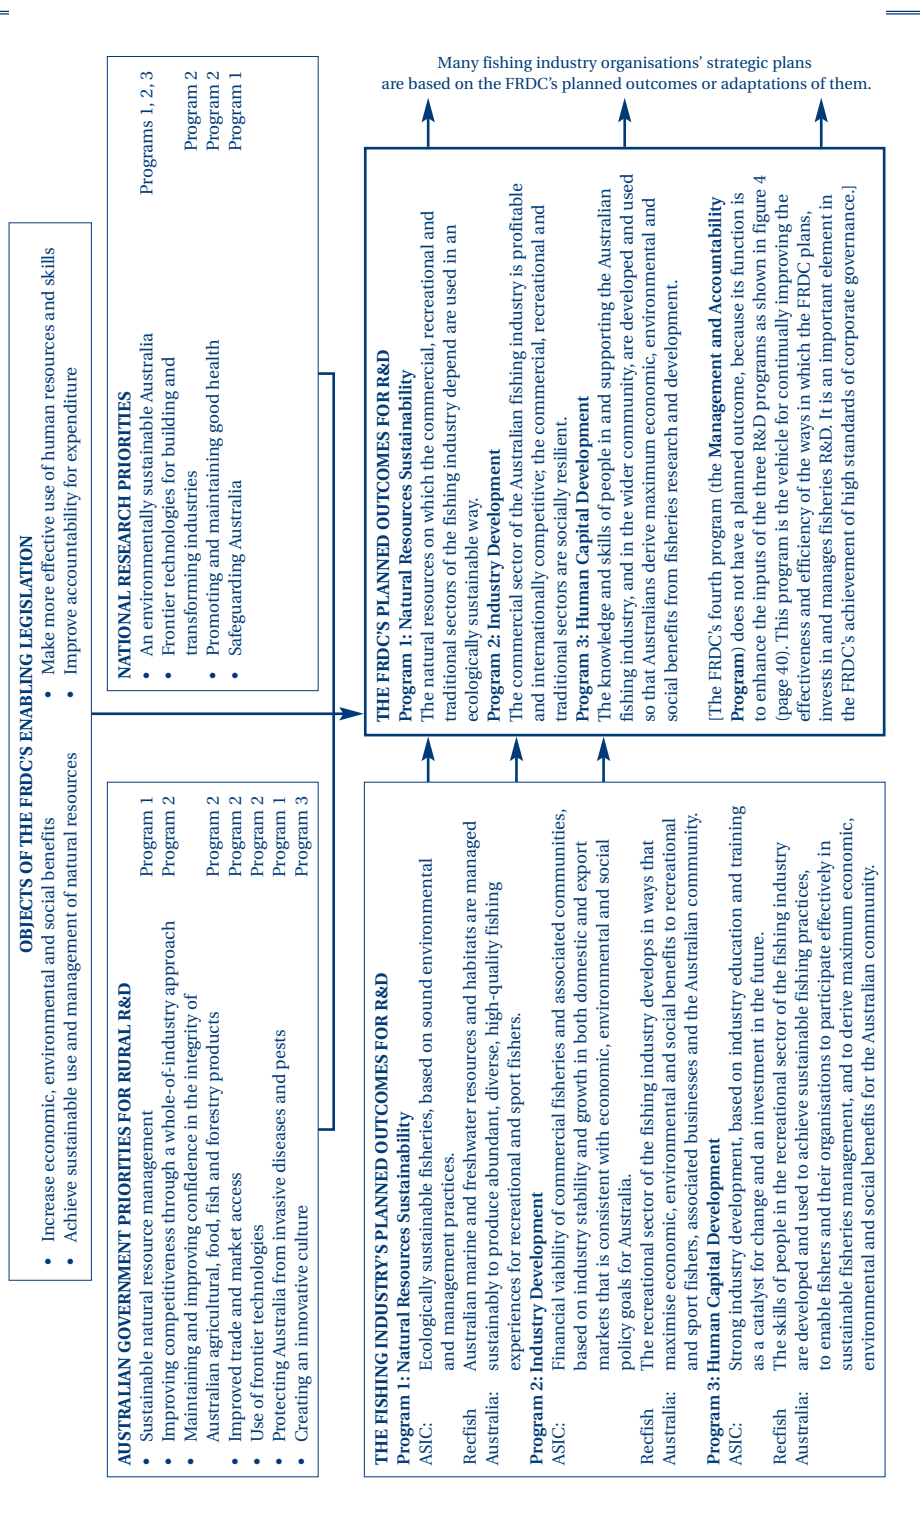 OBJECTS OF THE FRDC'S ENABLING LEGISLATION
• Increase economic, environmental and social benefits
• Achieve sustainable use and management of natural resources
• Make more effective use of human resources and skills
• Improve accountability for expenditure
AUSTRALIAN GOVERNMENT PRIORITIES FOR RURAL R&D
• Sustainable natural resource management Program 1
• Improving competitiveness through a whole-of-industry approach Program 2
• Maintaining and improving confidence in the integrity of
Australian agricultural, food, fish and forestry products Program 2
• Improved trade and market access Program 2
• Use of frontier technologies Program 2
• Protecting Australia from invasive diseases and pests Program 1
• Creating an innovative culture Program 3
NATIONAL RESEARCH PRIORITIES
• An environmentally sustainable Australia Programs 1, 2, 3
• Frontier technologies for building and
transforming industries Program 2
• Promoting and maintaining good health Program 2
• Safeguarding Australia Program 1
THE FISHING INDUSTRY'S PLANNED OUTCOMES FOR R&D
Program 1: Natural Resources Sustainability
ASIC: Ecologically sustainable fisheries, based on sound environmental
and management practices.
Recfish Australian marine and freshwater resources and habitats are managed
Australia: sustainably to produce abundant, diverse, high-quality fishing
experiences for recreational and sport fishers.
Program 2: Industry Development
ASIC: Financial viability of commercial fisheries and associated communities,
based on industry stability and growth in both domestic and export
markets that is consistent with economic, environmental and social
policy goals for Australia.
Recfish The recreational sector of the fishing industry develops in ways that
Australia: maximise economic, environmental and social benefits to recreational
and sport fishers, associated businesses and the Australian community.
Program 3: Human Capital Development
ASIC: Strong industry development, based on industry education and training
as a catalyst for change and an investment in the future.
Recfish The skills of people in the recreational sector of the fishing industry
Australia: are developed and used to achieve sustainable fishing practices,
to enable fishers and their organisations to participate effectively in
sustainable fisheries management, and to derive maximum economic,
environmental and social benefits for the Australian community.
THE FRDC'S PLANNED OUTCOMES FOR R&D
Program 1: Natural Resources Sustainability
The natural resources on which the commercial, recreational and
traditional sectors of the fishing industry depend are used in an
ecologically sustainable way.
Program 2: Industry Development
The commercial sector of the Australian fishing industry is profitable
and internationally competitive; the commercial, recreational and
traditional sectors are socially resilient.
Program 3: Human Capital Development
The knowledge and skills of people in and supporting the Australian
fishing industry, and in the wider community, are developed and used
so that Australians derive maximum economic, environmental and
social benefits from fisheries research and development.
[The FRDC's fourth program (the Management and Accountability
Program) does not have a planned outcome, because its function is
to enhance the inputs of the three R&D programs as shown in figure 4
(page 40). This program is the vehicle for continually improving the
effectiveness and efficiency of the ways in which the FRDC plans,
invests in and manages fisheries R&D. It is an important element in
the FRDC's achievement of high standards of corporate governance.]
Many fishing industry organisations' strategic plans
are based on the FRDC's planned outcomes or adaptations of them.